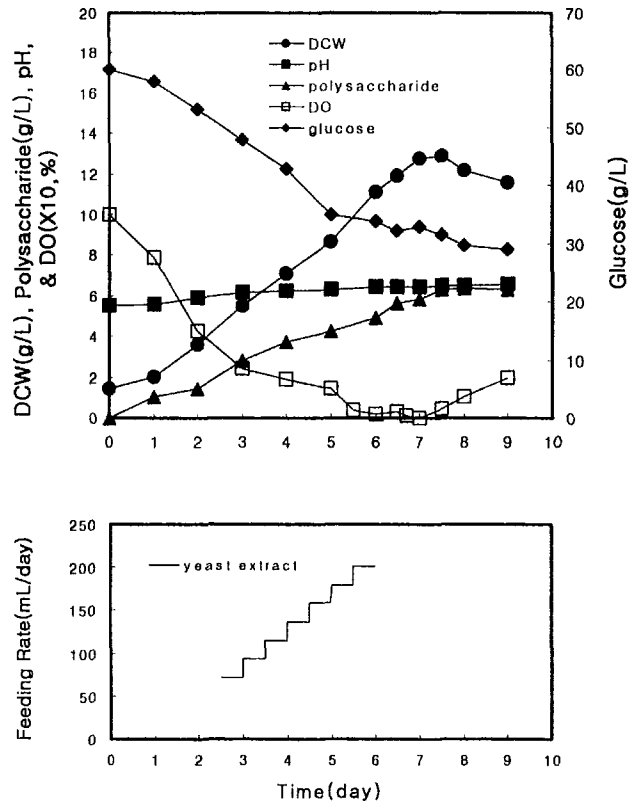 DCW(g/L), Polysaccharide(g/L), pH,
& DO(X10,%)
20
18
16
14
12
10
8
6
4
2
0
DCW
pH
polysaccharide
DO
glucose
70
60
50
40
30
20
10
0
Glucose(g/L)
0 1 2 3 4 5 6 7 8 9 10
Feeding Rate(mL/day)
250
200
150
100
50
0
yeast extract
0 1 2 3 4 5 6 7 8 9 10
Time(day)